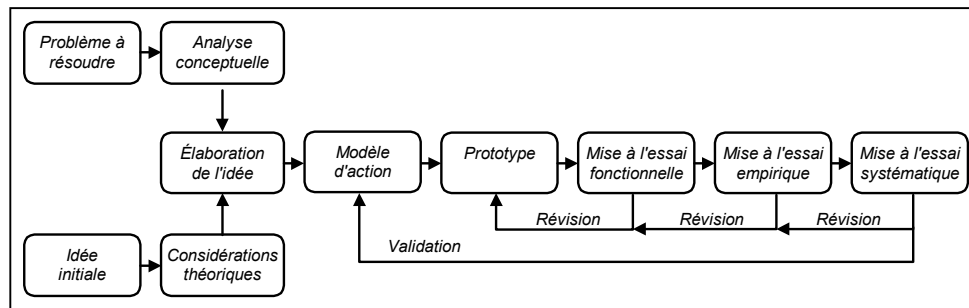 Problème à
résoudre
Analyse
conceptuelle
Élaboration
de l'idée
Modèle
d'action
Prototype
Mise à l'essai
fonctionnelle
Mise à l'essai
empirique
Mise à l'essai
systématique
Révision
Révision
Révision
Validation
Idée
initiale
Considérations
théoriques